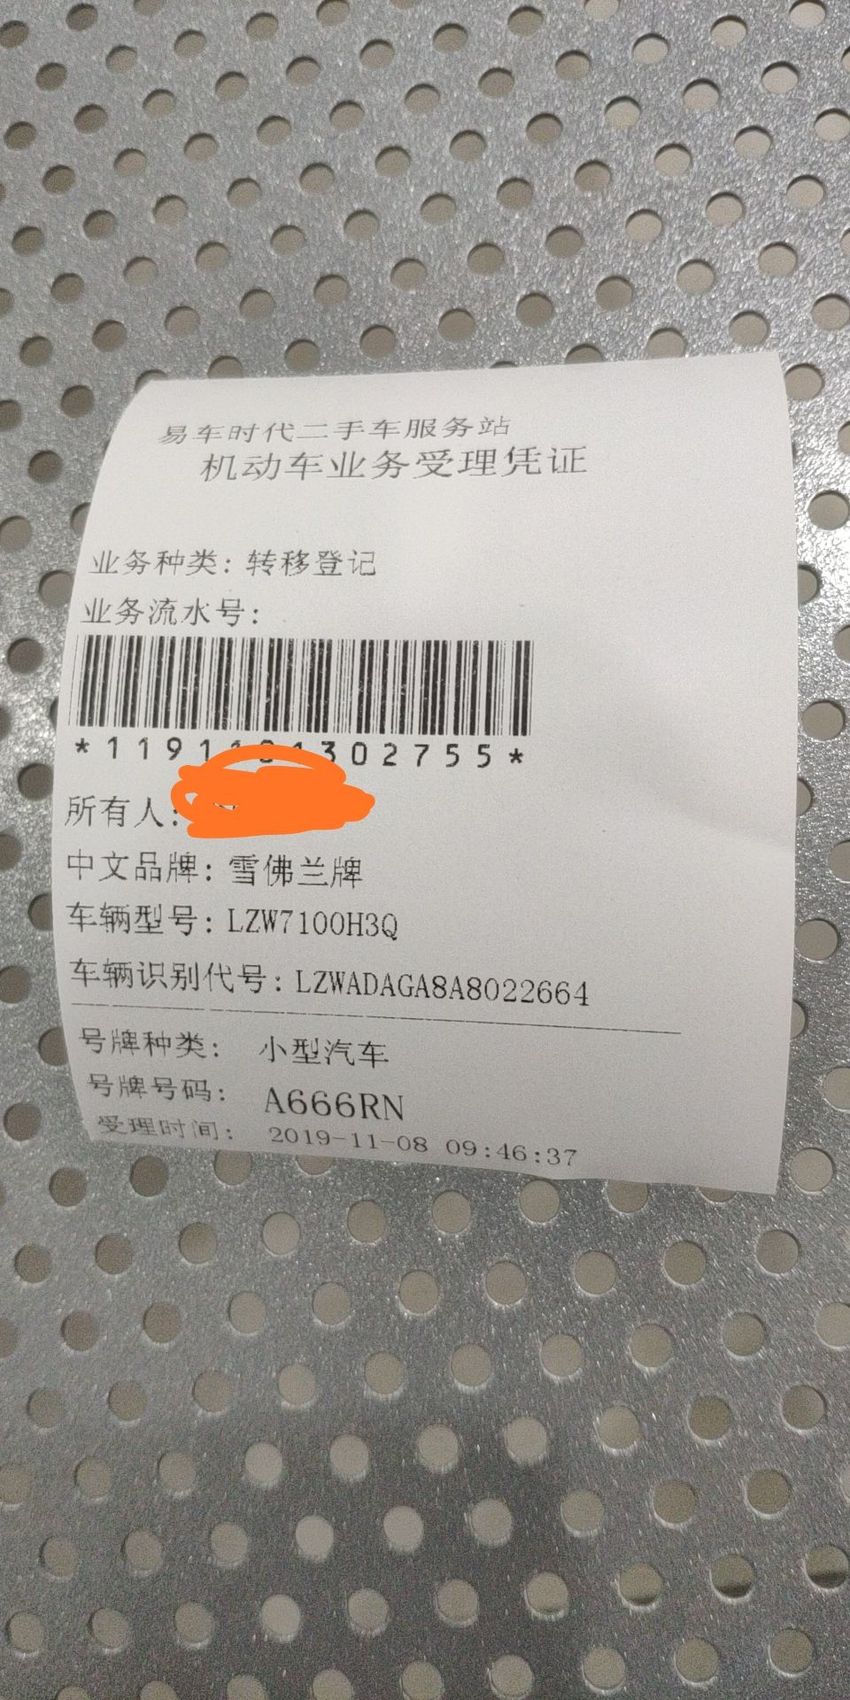 易车时代二手车服务站
机动车业务受理凭证
业务种类: 转移登记
业务流水号:
*1191101302755*
所有人:
中文品牌: 雪佛兰牌
车辆型号: LZW7100H3Q
车辆识别代号: LZWADAGA8A8022664
号牌种类: 小型汽车
号牌号码: A666RN
受理时间: 2019-11-08 09:46:37